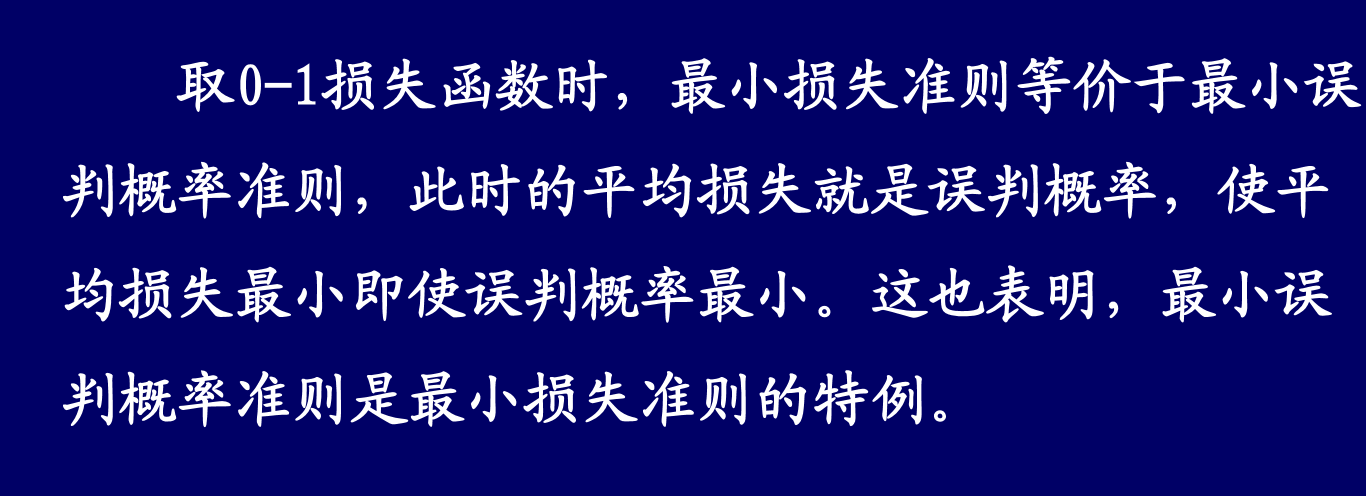 取0-1损失函数时，最小损失准则等价于最小误
判概率准则，此时的平均损失就是误判概率，使平
均损失最小即使误判概率最小。这也表明，最小误
判概率准则是最小损失准则的特例。